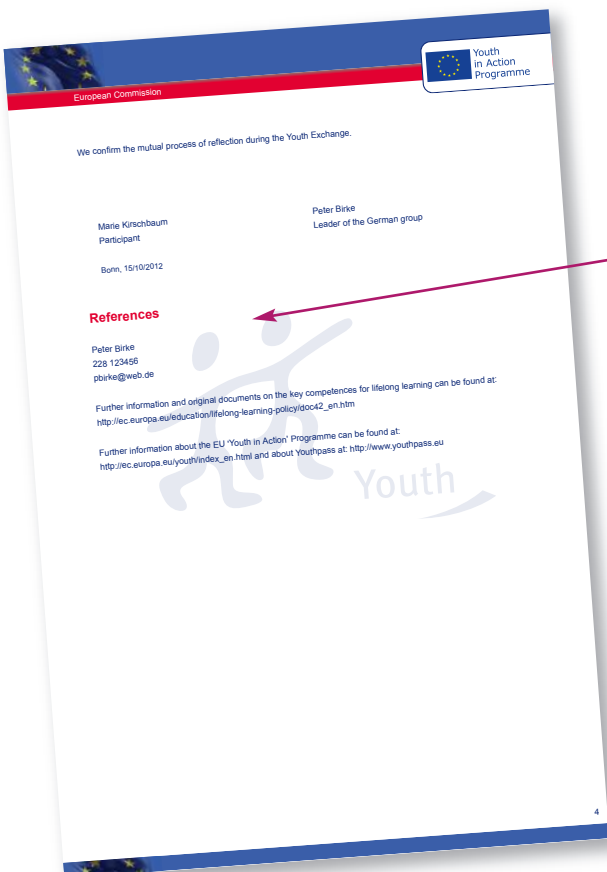 European Commission
Youth
in Action
Programme
We confirm the mutual process of reflection during the Youth Exchange.
Marie Kirschbaum
Participant
Peter Birke
Leader of the German group
Bonn, 15/10/2012
References
Peter Birke
228 123456
pbirke@web.de
Further information and original documents on the key competences for lifelong learning can be found at:
http://ec.europa.eu/education/lifelong-learning-policy/doc42_en.htm
Further information about the EU 'Youth in Action' Programme can be found at:
http://ec.europa.eu/youth/index_en.html and about Youthpass at: http://www.youthpass.eu
Youth
4